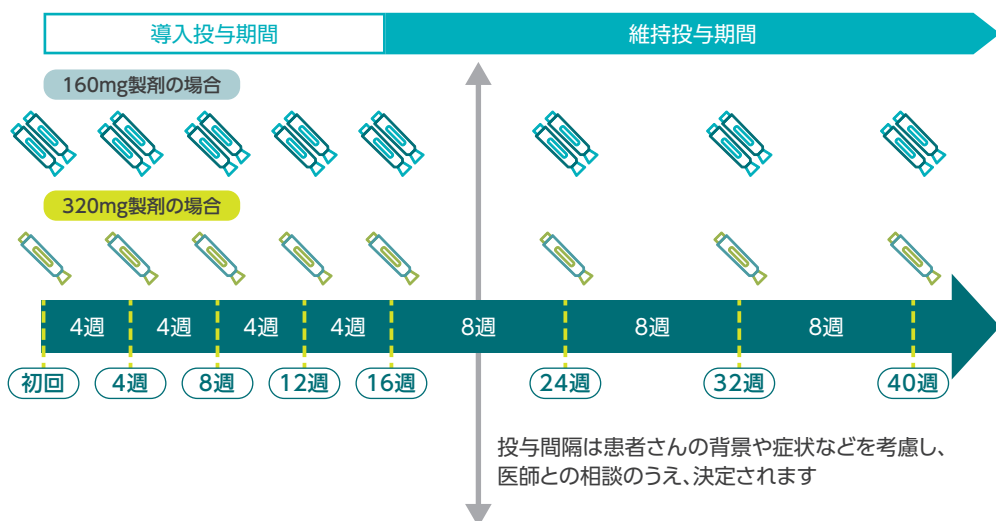 導入投与期間
維持投与期間
160mg製剤の場合
320mg製剤の場合
4週
4週
4週
4週
8週
8週
8週
初回
4週
8週
12週
16週
24週
32週
40週
投与間隔は患者さんの背景や症状などを考慮し、
医師との相談のうえ、決定されます